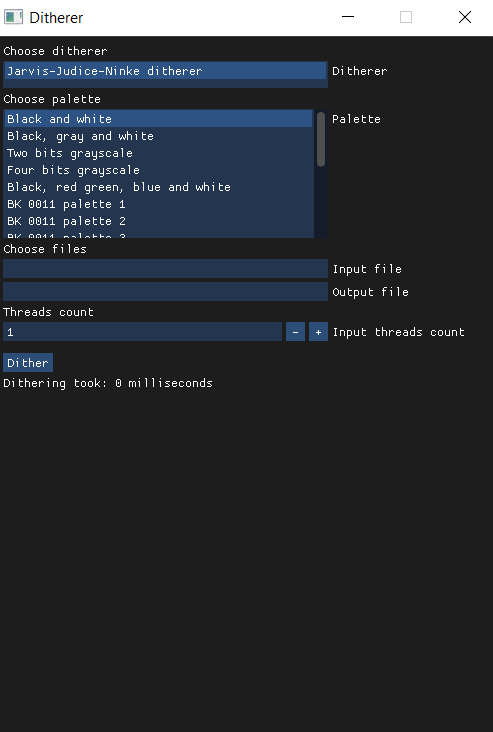 Ditherer
Choose ditherer
Jarvis-Judice-Ninke ditherer Ditherer
Choose palette
Black and white Palette
Black, gray and white
Two bits grayscale
Four bits grayscale
Black, red green, blue and white
BK 0011 palette 1
BK 0011 palette 2
BK 0011 palette 3
Choose files
Input file
Output file
Threads count
1 - + Input threads count
Dither
Dithering took: 0 milliseconds